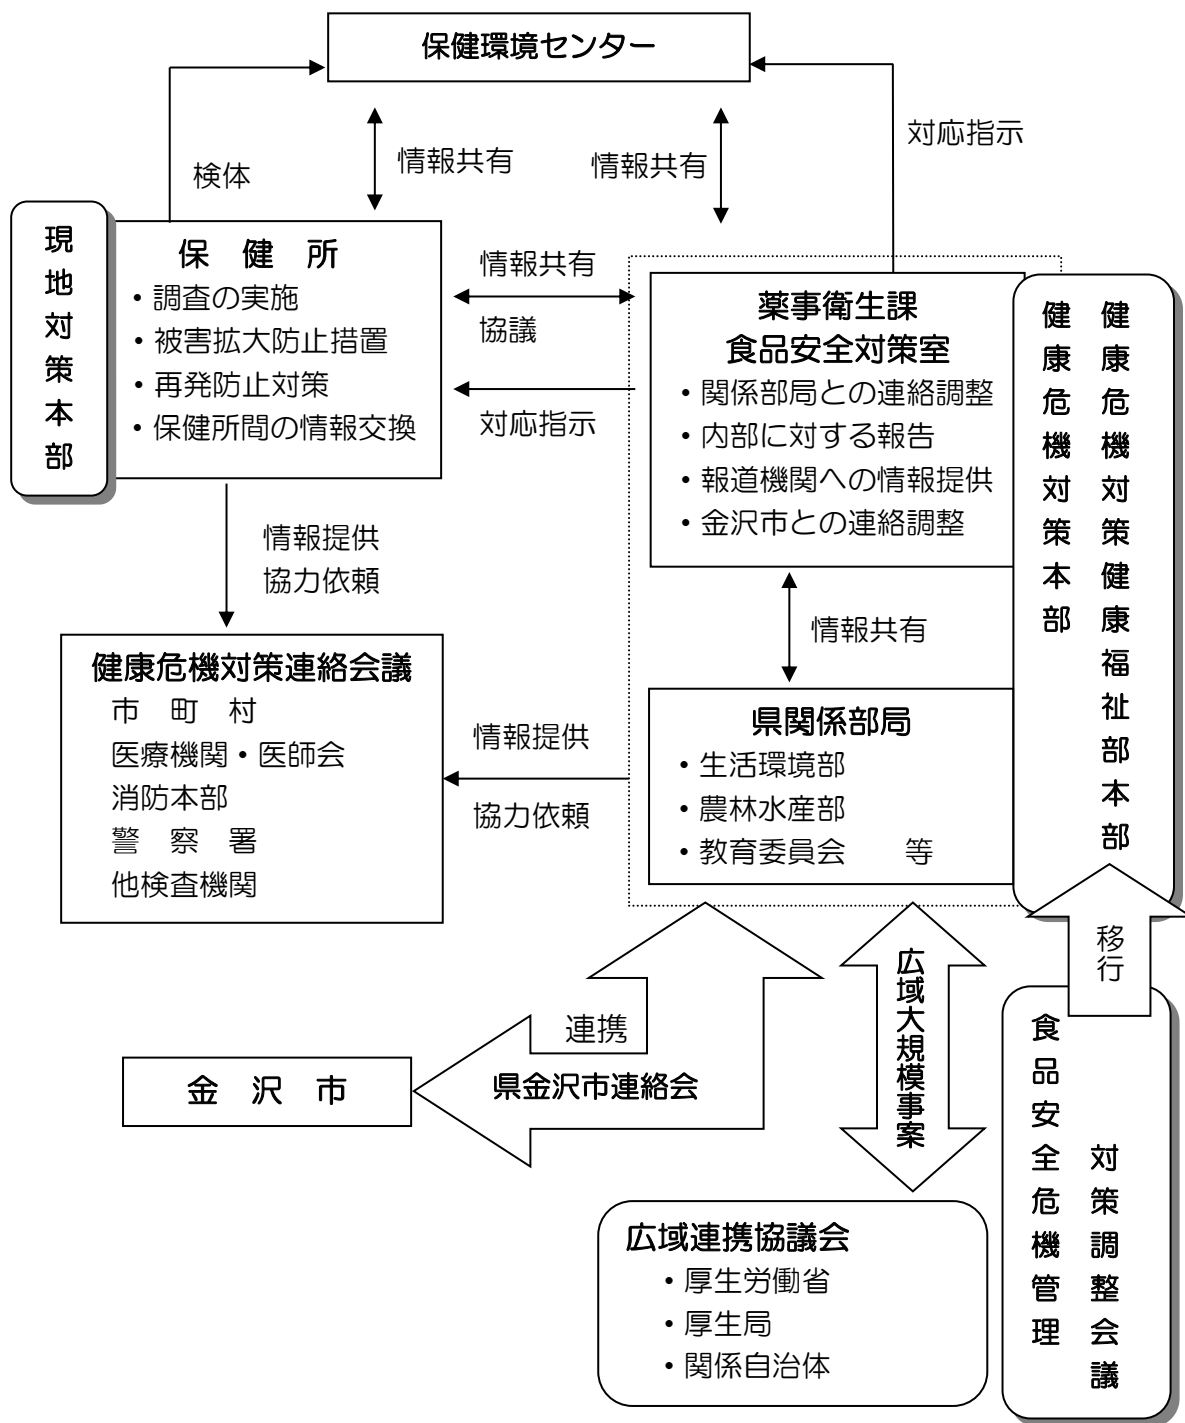 保健環境センター
対応指示
検体
情報共有
情報共有
現地対策本部
保　健　所
・調査の実施
・被害拡大防止措置
・再発防止対策
・保健所間の情報交換
情報共有
協議
対応指示
薬事衛生課
食品安全対策室
・関係部局との連絡調整
・内部に対する報告
・報道機関への情報提供
・金沢市との連絡調整
健康危機対策本部
健康危機対策健康福祉部本部
情報提供
協力依頼
情報共有
健康危機対策連絡会議
市　町　村
医療機関・医師会
消防本部
警　察　署
他検査機関
情報提供
協力依頼
県関係部局
・生活環境部
・農林水産部
・教育委員会　　等
移行
連携
県金沢市連絡会
金　沢　市
広域大規模事案
食品安全危機管理
対策調整会議
広域連携協議会
・厚生労働省
・厚生局
・関係自治体